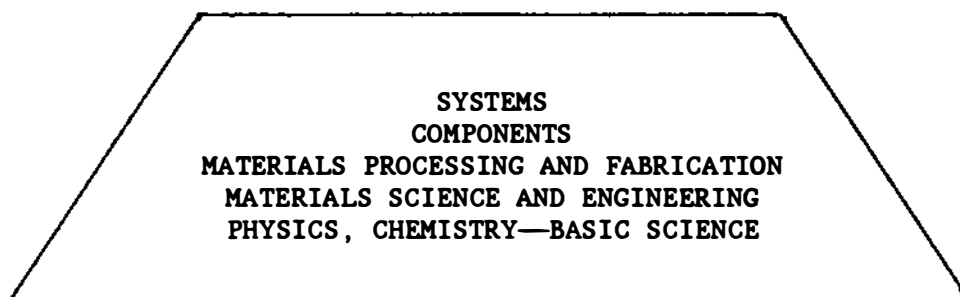 SYSTEMS
COMPONENTS
MATERIALS PROCESSING AND FABRICATION
MATERIALS SCIENCE AND ENGINEERING
PHYSICS, CHEMISTRY—BASIC SCIENCE